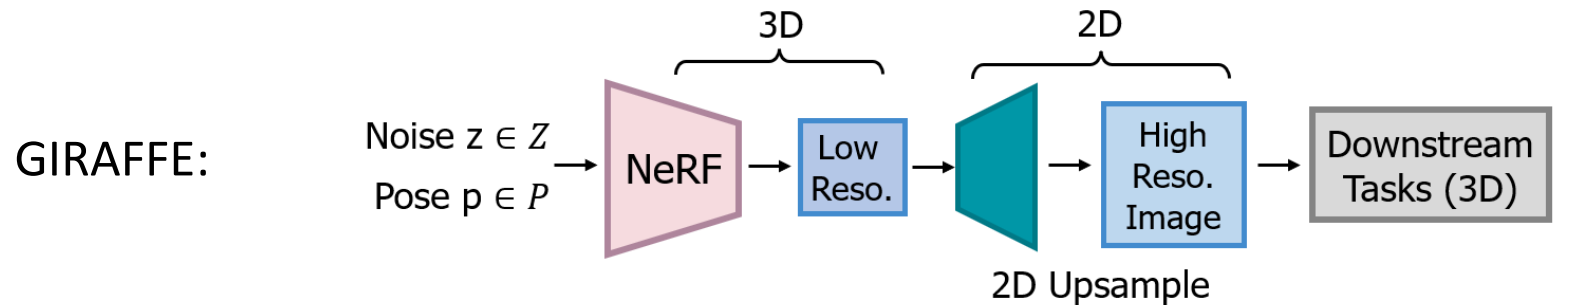 GIRAFFE:
Noise z ∈ Z
Pose p ∈ P
3D
NeRF
Low
Reso.
2D
2D Upsample
High
Reso.
Image
Downstream
Tasks (3D)